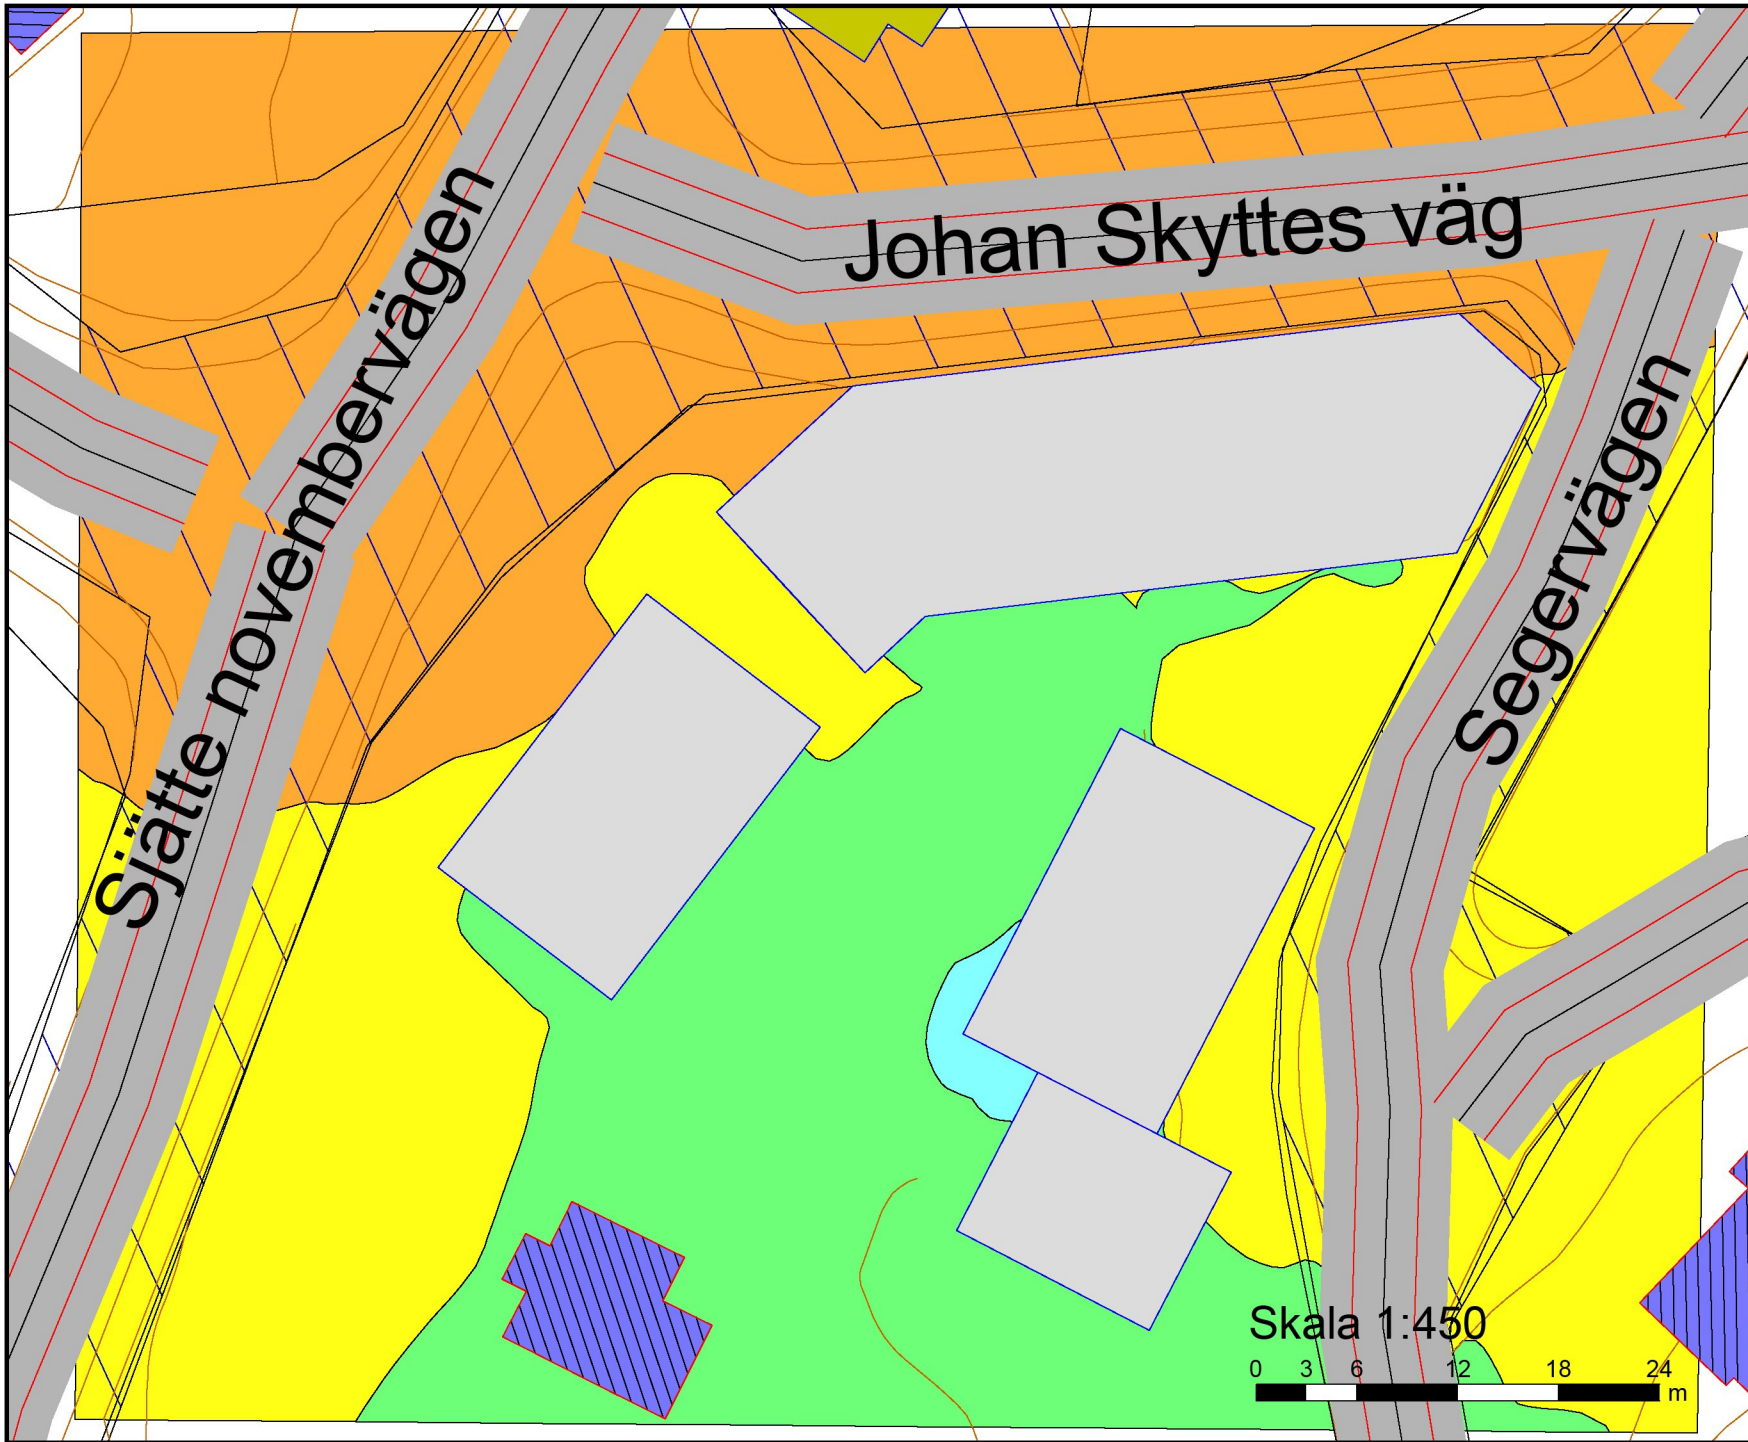 Johan Skyttes väg
Sjätte novembervägen
Segervägen
Skala 1:450
0 3 6 12 18 24
m